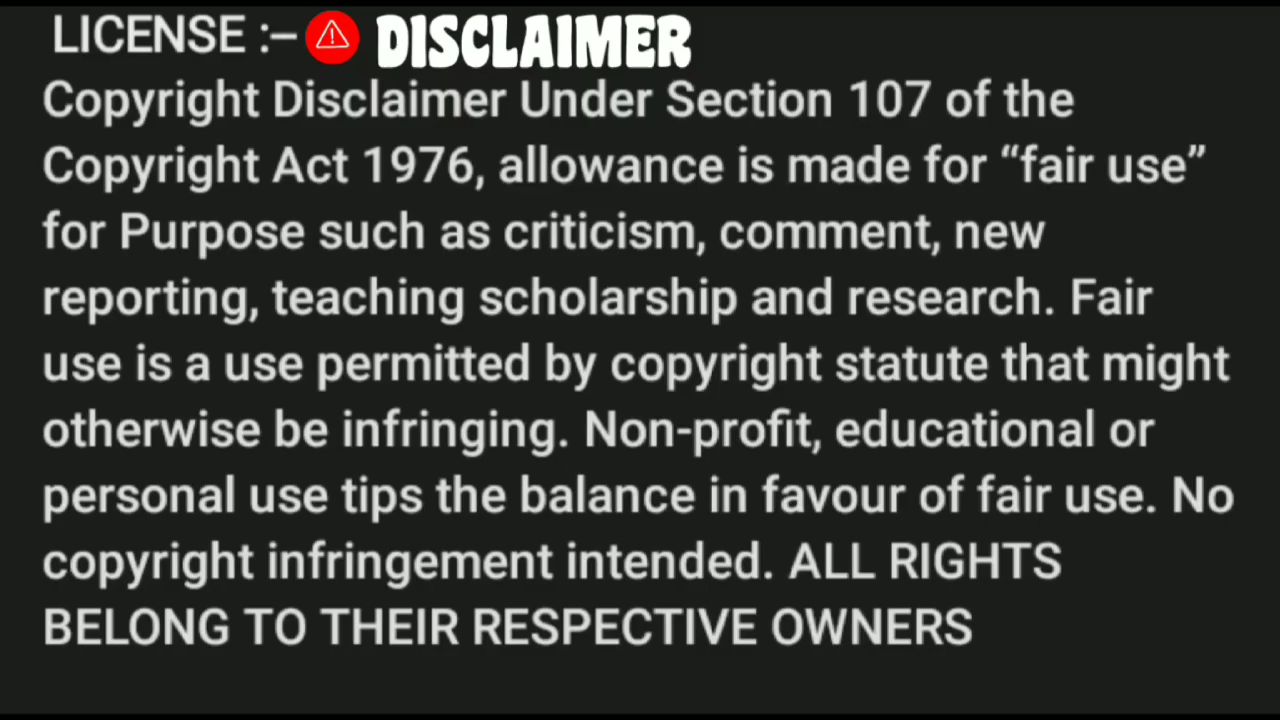 LICENSE :– DISCLAIMER
Copyright Disclaimer Under Section 107 of the
Copyright Act 1976, allowance is made for “fair use”
for Purpose such as criticism, comment, new
reporting, teaching scholarship and research. Fair
use is a use permitted by copyright statute that might
otherwise be infringing. Non-profit, educational or
personal use tips the balance in favour of fair use. No
copyright infringement intended. ALL RIGHTS
BELONG TO THEIR RESPECTIVE OWNERS